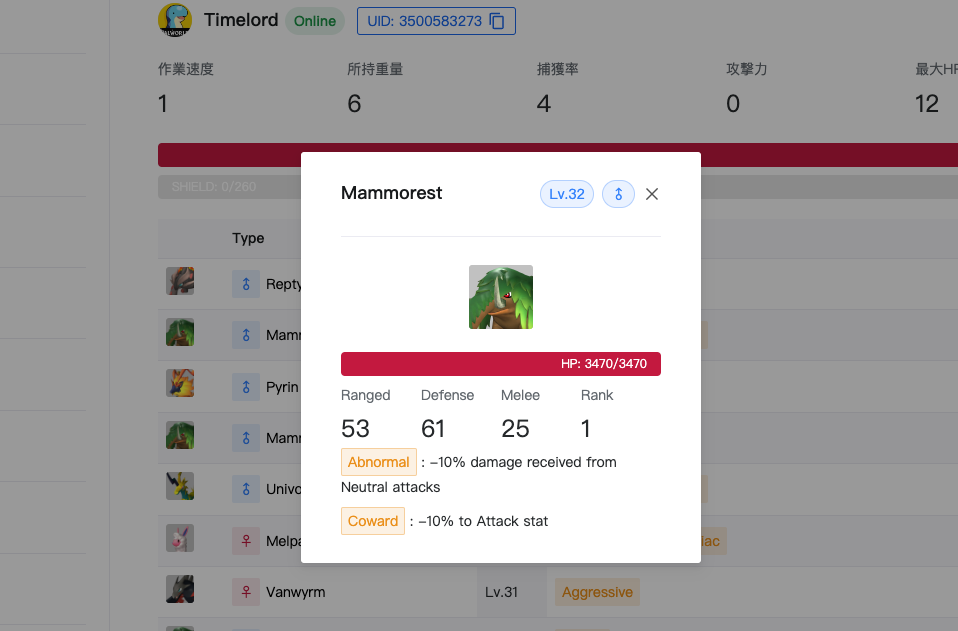 Timelord Online UID: 3500583273
作業速度 所持重量 捕獲率 攻撃力 最大HP
1 6 4 0 12
SHIELD: 0/260
Mammorest Lv.32
Type
HP: 3470/3470
Ranged Defense Melee Rank
53 61 25 1
Abnormal : -10% damage received from
Neutral attacks
Coward : -10% to Attack stat
Repty
Mamm
Pyrin
Mamm
Univo
Melpa iac
Vanwyrm Lv.31 Aggressive